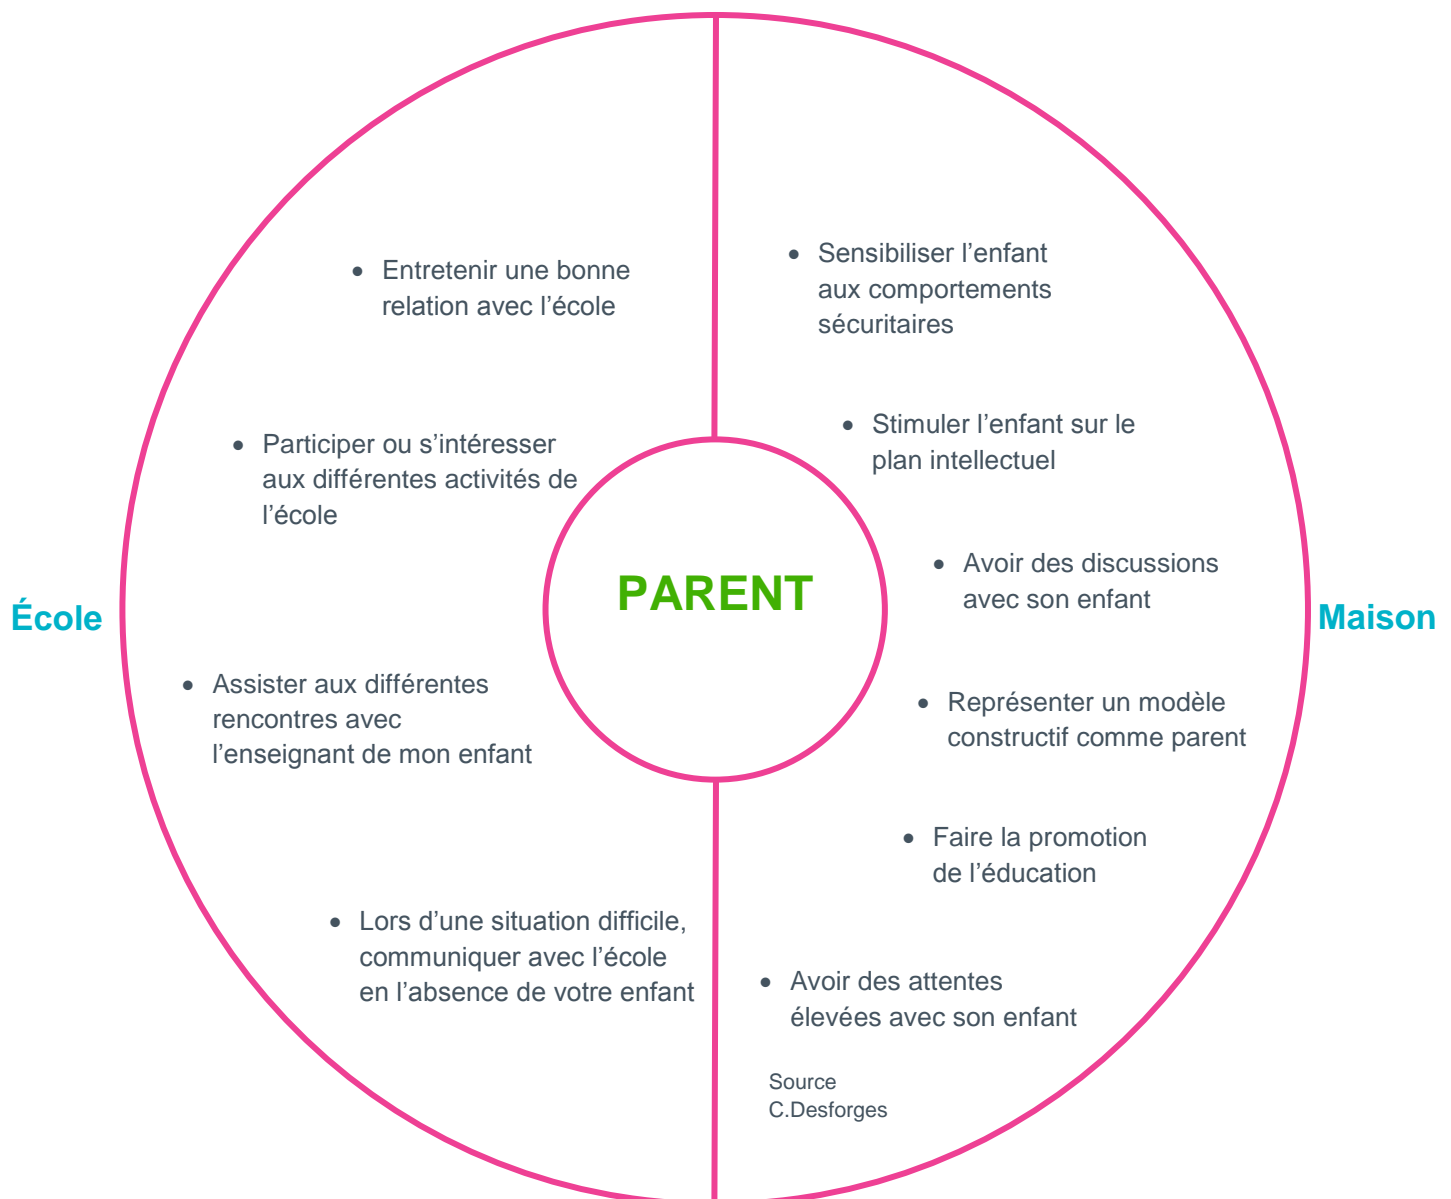 École
• Entretenir une bonne
relation avec l’école
• Participer ou s’intéresser
aux différentes activités de
l’école
• Assister aux différentes
rencontres avec
l’enseignant de mon enfant
• Lors d’une situation difficile,
communiquer avec l’école
en l’absence de votre enfant
PARENT
• Sensibiliser l’enfant
aux comportements
sécuritaires
• Stimuler l’enfant sur le
plan intellectuel
• Avoir des discussions
avec son enfant
• Représenter un modèle
constructif comme parent
• Faire la promotion
de l’éducation
• Avoir des attentes
élevées avec son enfant
Source
C.Desforges
Maison